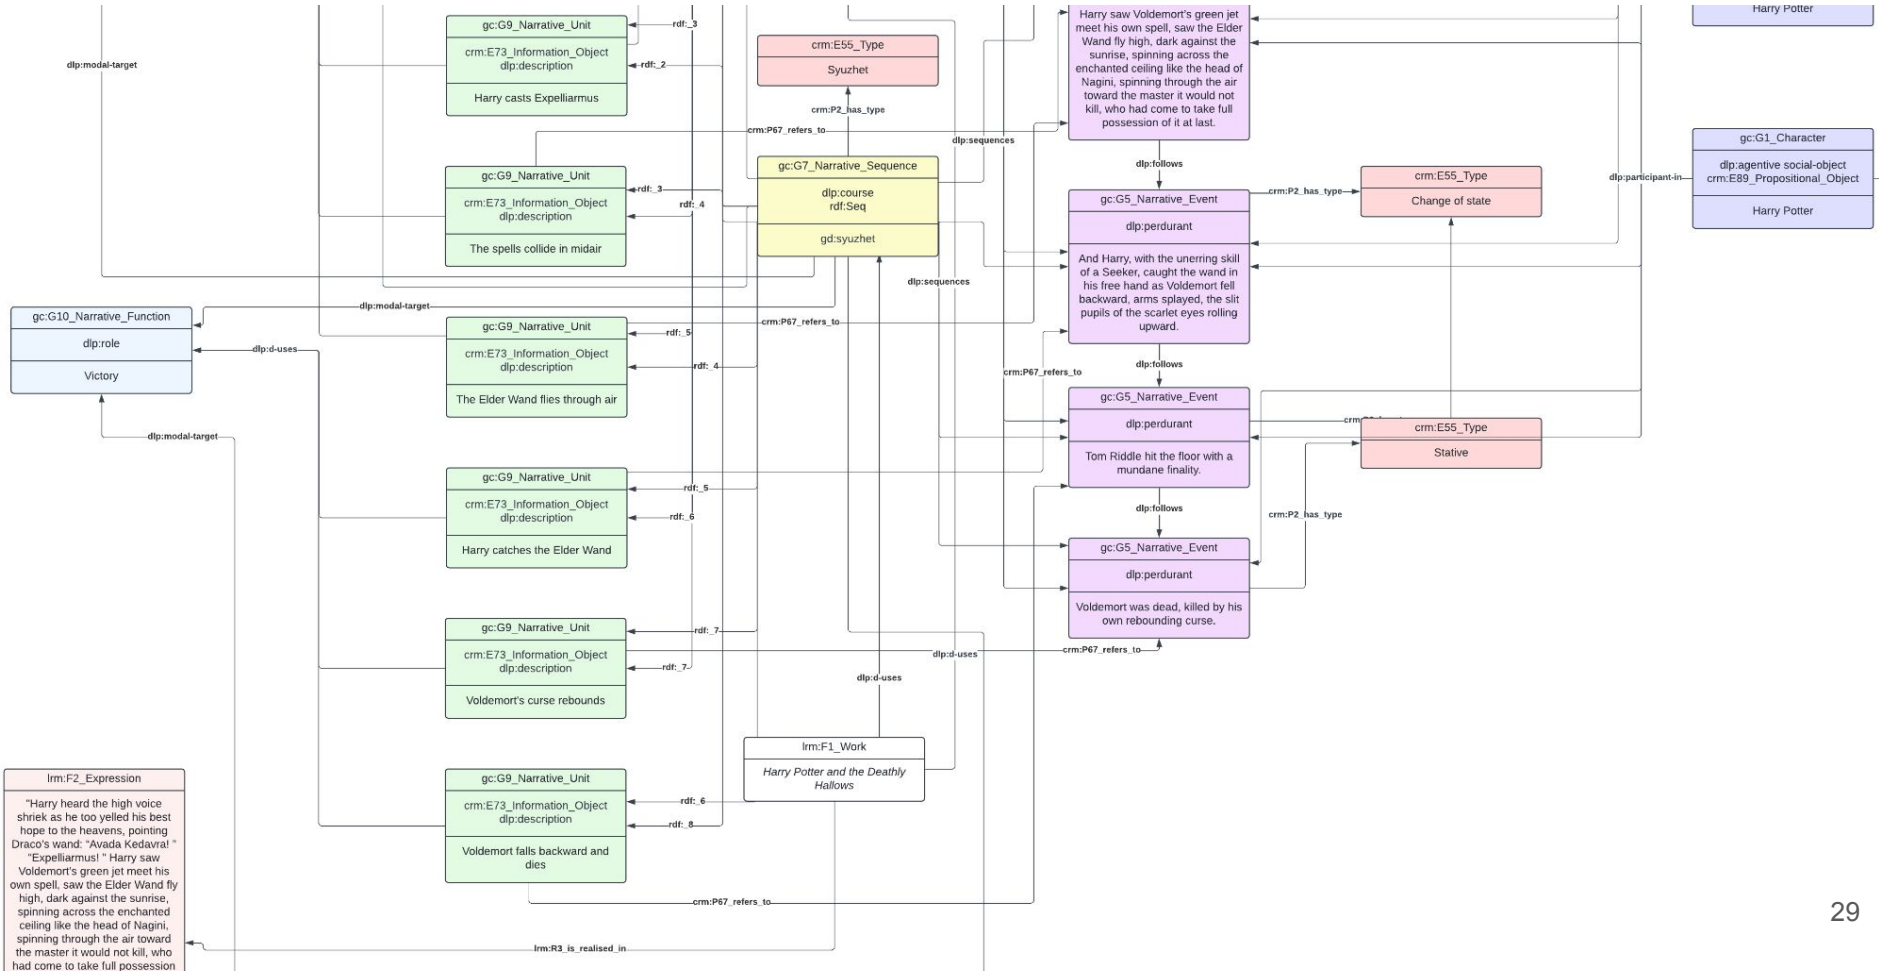 gc:G9_Narrative_Unit
crm:E73_Information_Object
dlp:description
Harry casts Expelliarmus
rdf:_3
rdf:_2
dlp:modal-target
crm:E55_Type
Syuzhet
crm:P2_has_type
crm:P67_refers_to
Harry saw Voldemort's green jet
meet his own spell, saw the Elder
Wand fly high, dark against the
sunrise, spinning across the
enchanted ceiling like the head of
Nagini, spinning through the air
toward the master it would not
kill, who had come to take full
possession of it at last.
Harry Potter
dlp:sequences
dlp:follows
gc:G1_Character
dlp:agentive social-object
crm:E89_Propositional_Object
Harry Potter
dlp:participant-in
gc:G9_Narrative_Unit
crm:E73_Information_Object
dlp:description
The spells collide in midair
rdf:_3
rdf:_4
gc:G7_Narrative_Sequence
dlp:course
rdf:Seq
gd:syuzhet
gc:G5_Narrative_Event
dlp:perdurant
And Harry, with the unerring skill
of a Seeker, caught the wand in
his free hand as Voldemort fell
backward, arms splayed, the slit
pupils of the scarlet eyes rolling
upward.
crm:P2_has_type
crm:E55_Type
Change of state
dlp:sequences
dlp:modal-target
gc:G10_Narrative_Function
dlp:role
Victory
dlp:d-uses
dlp:modal-target
gc:G9_Narrative_Unit
crm:E73_Information_Object
dlp:description
The Elder Wand flies through air
rdf:_5
rdf:_4
crm:P67_refers_to
dlp:follows
crm:P67_refers_to
gc:G5_Narrative_Event
dlp:perdurant
Tom Riddle hit the floor with a
mundane finality.
crm:E55_Type
Stative
gc:G9_Narrative_Unit
crm:E73_Information_Object
dlp:description
Harry catches the Elder Wand
rdf:_5
rdf:_6
dlp:follows
crm:P2_has_type
gc:G5_Narrative_Event
dlp:perdurant
Voldemort was dead, killed by his
own rebounding curse.
gc:G9_Narrative_Unit
crm:E73_Information_Object
dlp:description
Voldemort's curse rebounds
rdf:_7
rdf:_7
dlp:d-uses
crm:P67_refers_to
dlp:d-uses
lrm:F1_Work
Harry Potter and the Deathly
Hallows
gc:G9_Narrative_Unit
crm:E73_Information_Object
dlp:description
Voldemort falls backward and
dies
rdf:_6
rdf:_8
crm:P67_refers_to
lrm:R3_is_realised_in
lrm:F2_Expression
"Harry heard the high voice
shriek as he too yelled his best
hope to the heavens, pointing
Draco's wand: "Avada Kedavra! "
"Expelliarmus! " Harry saw
Voldemort's green jet meet his
own spell, saw the Elder Wand fly
high, dark against the sunrise,
spinning across the enchanted
ceiling like the head of Nagini,
spinning through the air toward
the master it would not kill, who
had come to take full possession
29